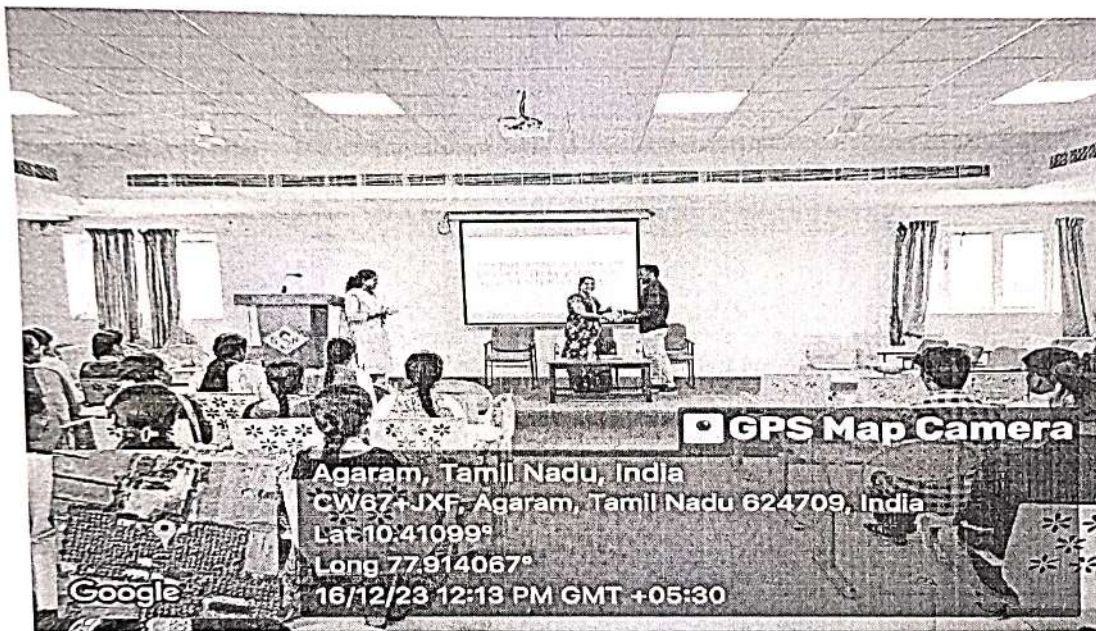 GPS Map Camera
Agaram, Tamil Nadu, India
CW67+JXF, Agaram, Tamil Nadu 624709, India
Lat 10.41099°
Long 77.914067°
16/12/23 12:13 PM GMT +05:30
Google